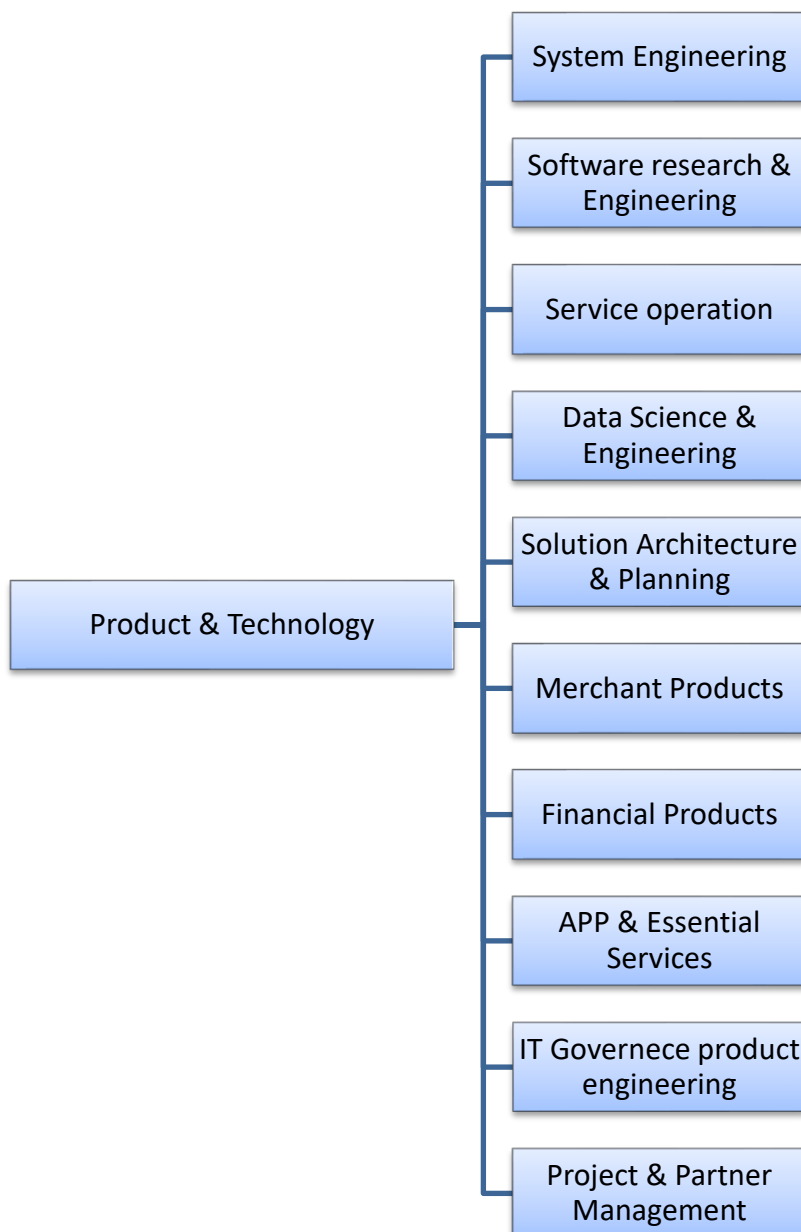 System Engineering
Software research &
Engineering
Service operation
Data Science &
Engineering
Solution Architecture
& Planning
Product & Technology
Merchant Products
Financial Products
APP & Essential
Services
IT Governece product
engineering
Project & Partner
Management